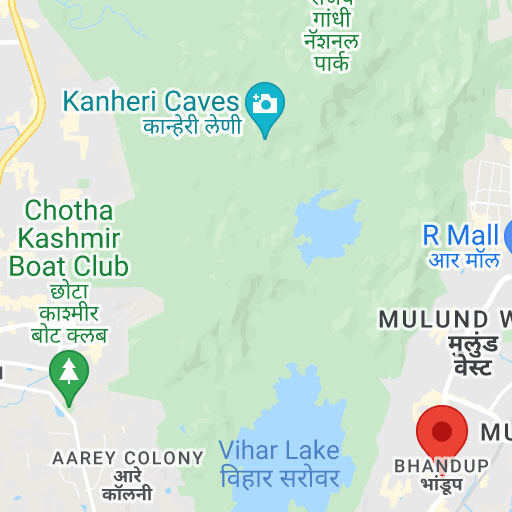 गांधी
नॅशनल
पार्क
Kanheri Caves
कान्हेरी लेणी
Chotha
Kashmir
Boat Club
छोटा
काश्मीर
बोट क्लब
R Mall
आर मॉल
MULUND W
मुलुंड
वेस्ट
AAREY COLONY
आरे
कॉलनी
Vihar Lake
विहार सरोवर
MU
BHANDUP
भांडूप